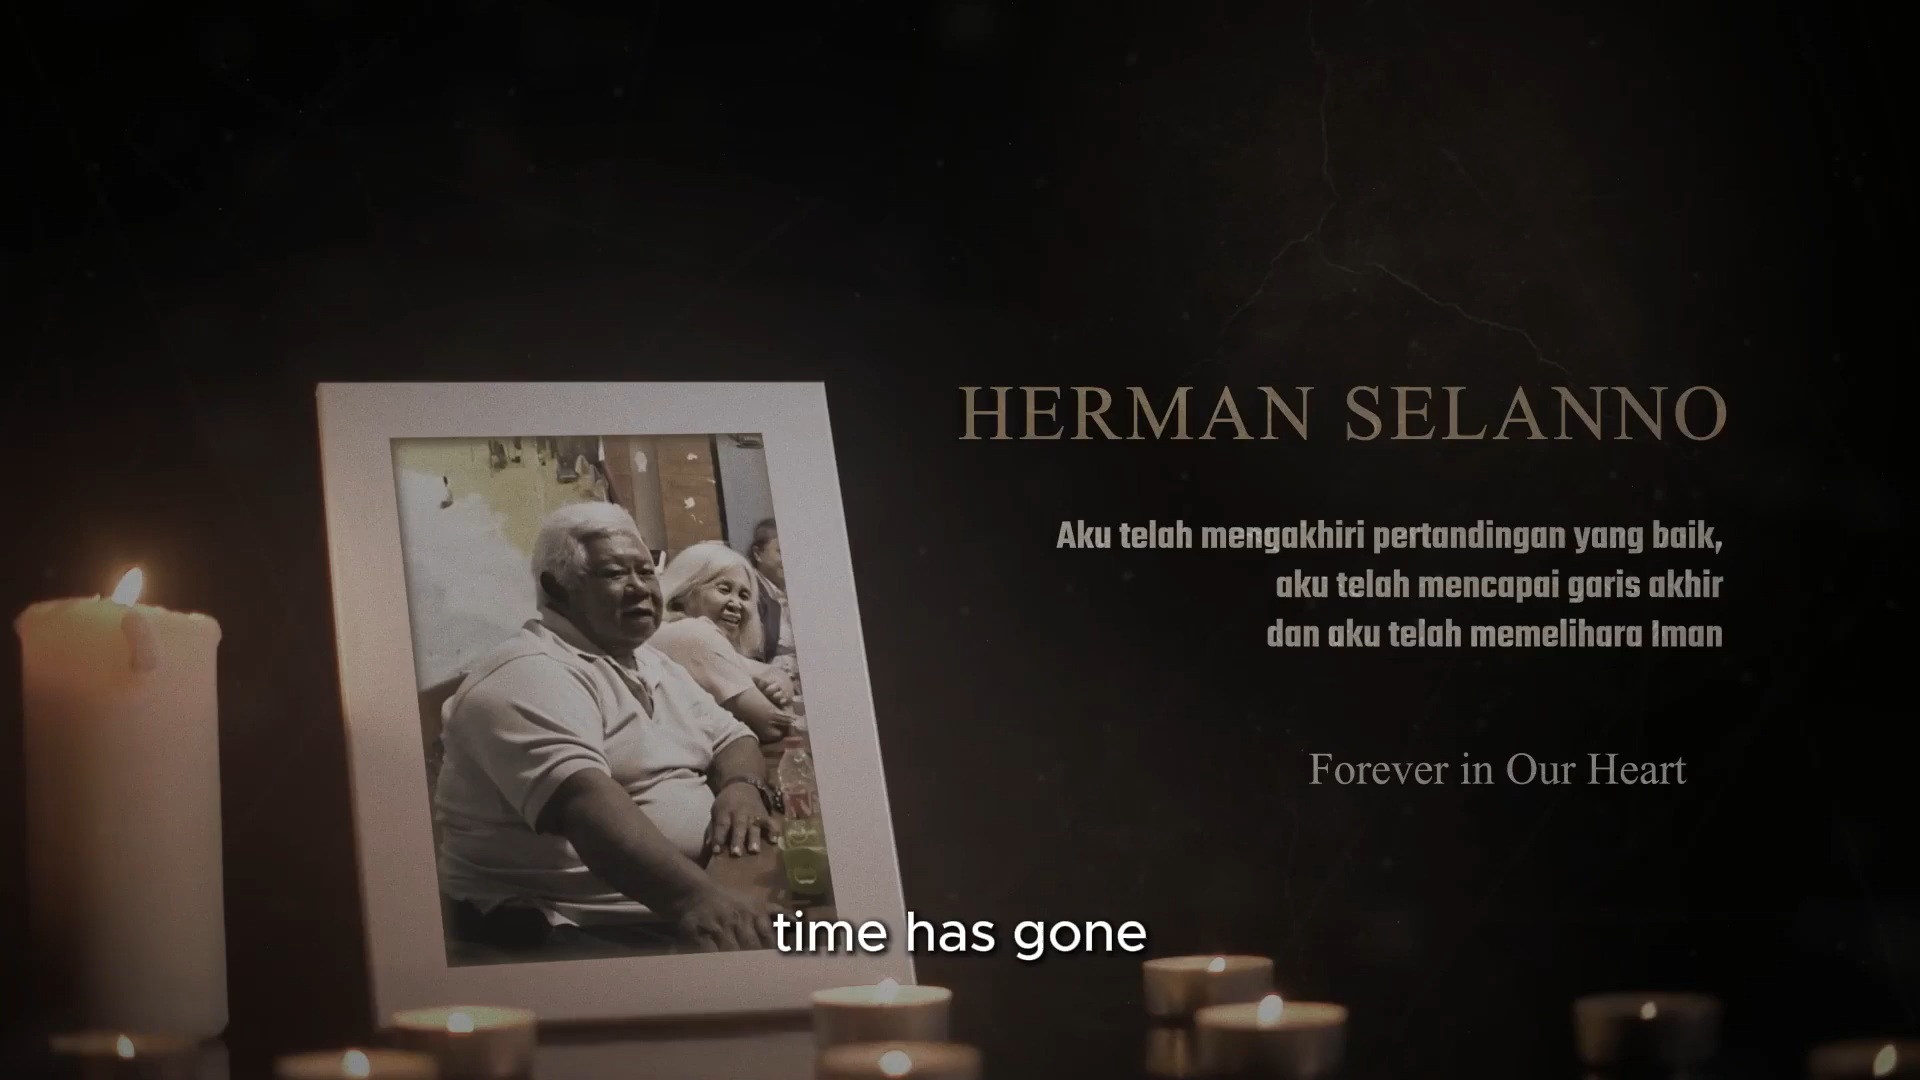 HERMAN SELANNO
Aku telah mengakhiri pertandingan yang baik,
aku telah mencapai garis akhir
dan aku telah memelihara Iman
Forever in Our Heart
time has gone